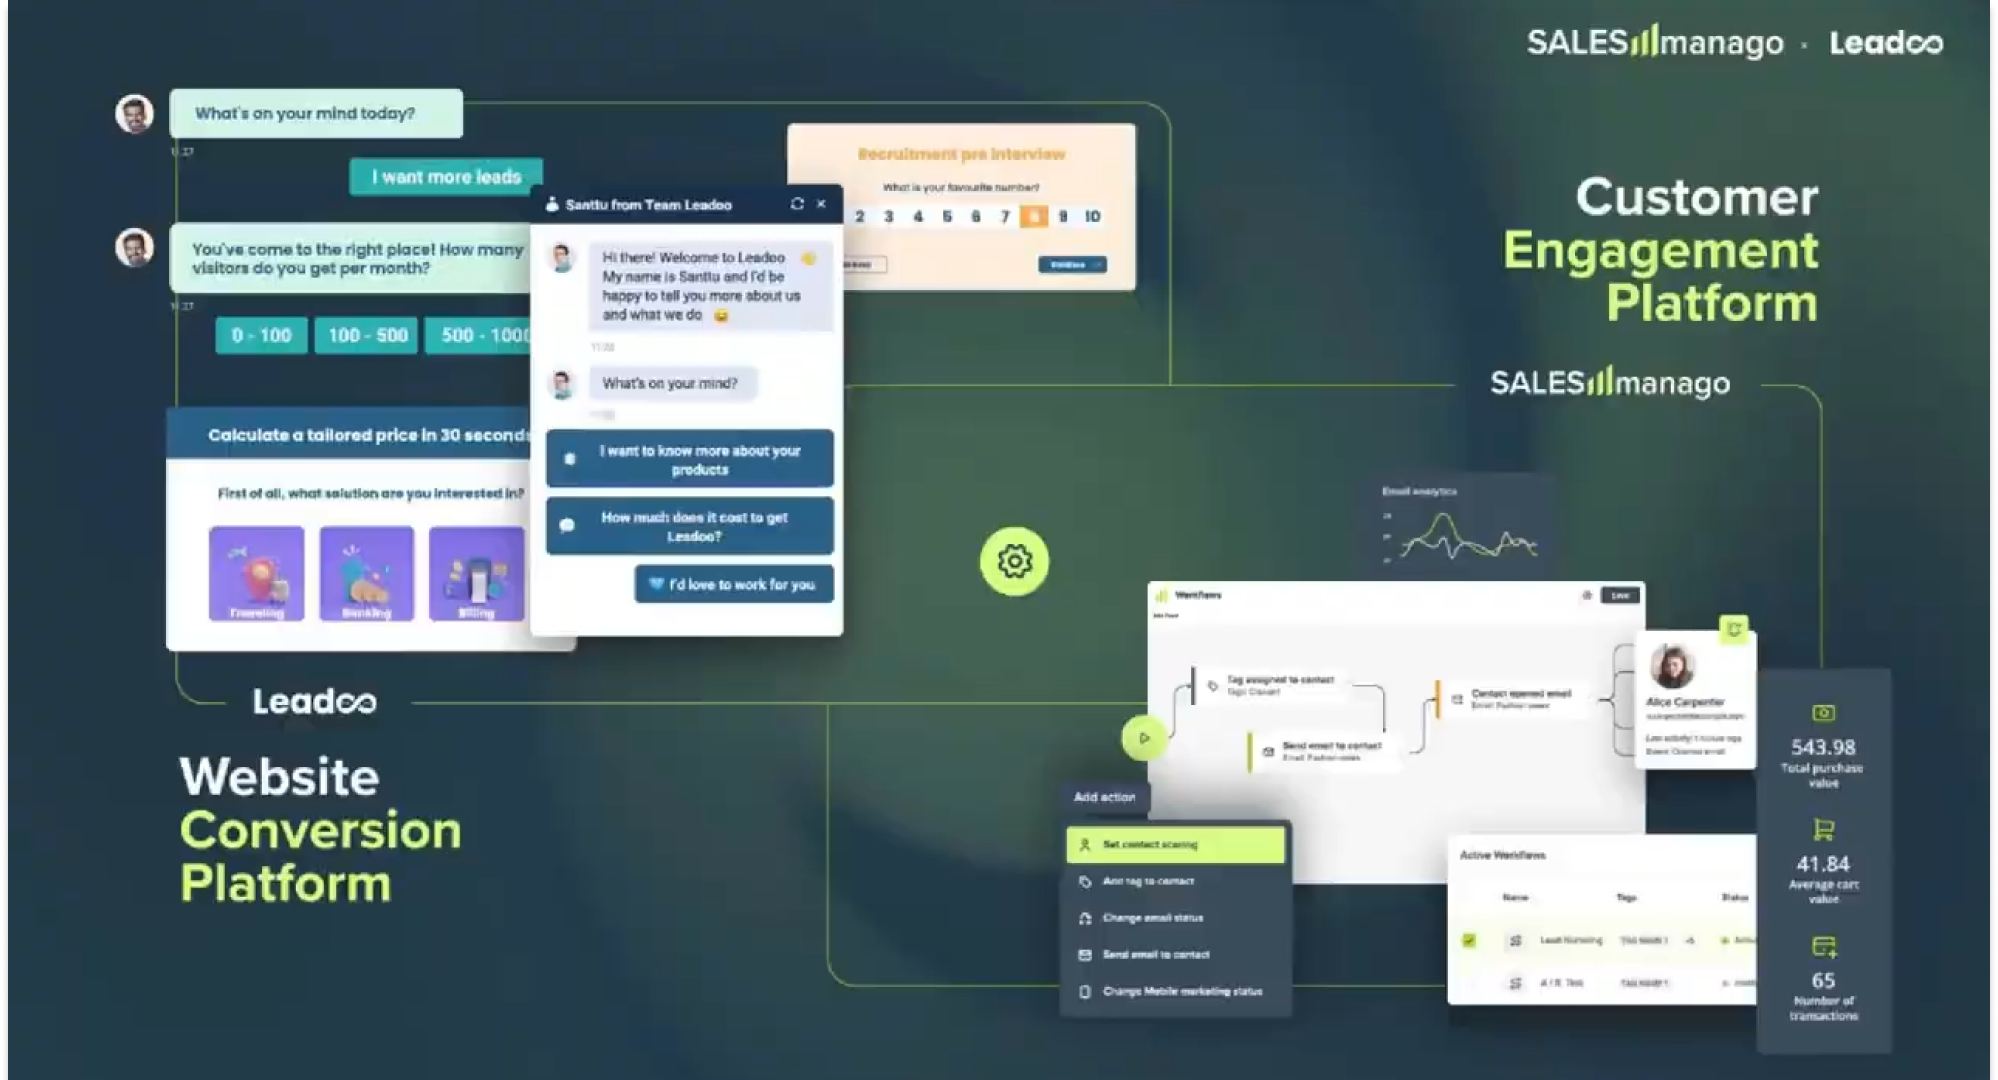 SALESmanago × Leadoo
What's on your mind today?
11:27
I want more leads
You've come to the right place! How many
visitors do you get per month?
11:27
0 - 100
100 - 500
500 - 1000
Calculate a tailored price in 30 seconds
First of all, what solution are you interested in?
Traveling
Banking
Billing
Santtu from Team Leadoo
Hi there! Welcome to Leadoo 👋
My name is Santtu and I'd be
happy to tell you more about us
and what we do 😄
What's on your mind?
I want to know more about your
products
How much does it cost to get
Leadoo?
💙 I'd love to work for you
Recruitment pre interview
What is your favourite number?
2 3 4 5 6 7 8 9 10
Leadoo
Website
Conversion
Platform
Customer
Engagement
Platform
SALESmanago
Email analytics
Workflows
Save
Tag assigned to contact
Send email to contact
Contact opened email
Alice Carpenter
543.98
Total purchase
value
41.84
Average cart
value
65
Number of
transactions
Add action
Set contact scoring
Add tag to contact
Change email status
Send email to contact
Change Mobile marketing status
Active Workflows
Name
Tags
Status
Lead Nurturing
A / B Test